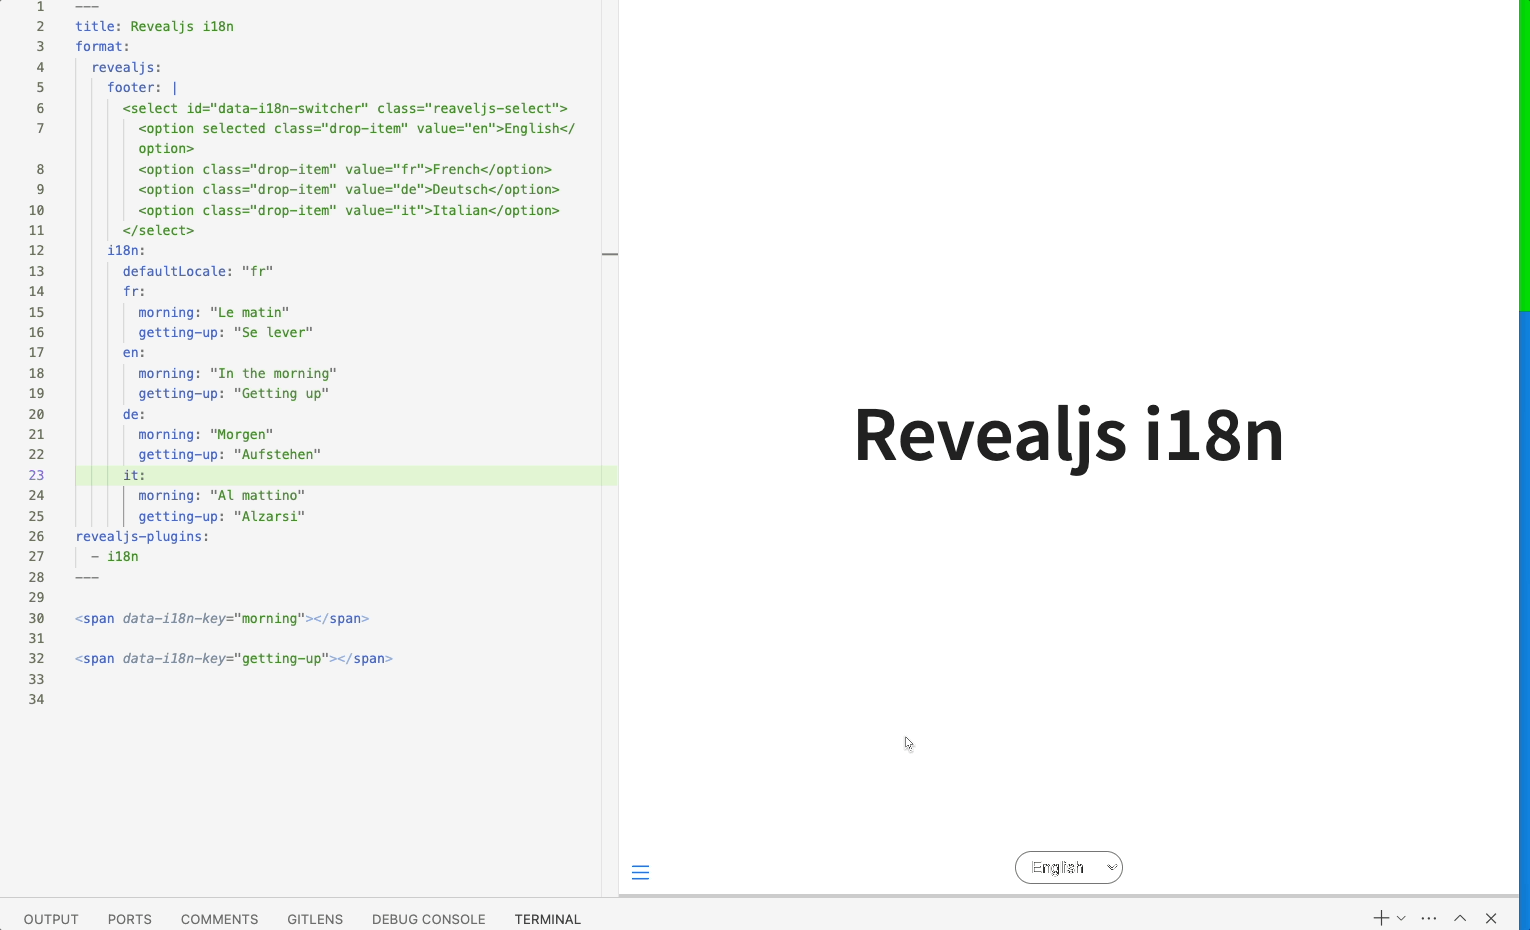 1 ---
2 title: Revealjs i18n
3 format:
4 revealjs:
5 footer: |
6 <select id="data-i18n-switcher" class="reaveljs-select">
7 <option selected class="drop-item" value="en">English</
option>
8 <option class="drop-item" value="fr">French</option>
9 <option class="drop-item" value="de">Deutsch</option>
10 <option class="drop-item" value="it">Italian</option>
11 </select>
12 i18n:
13 defaultLocale: "fr"
14 fr:
15 morning: "Le matin"
16 getting-up: "Se lever"
17 en:
18 morning: "In the morning"
19 getting-up: "Getting up"
20 de:
21 morning: "Morgen"
22 getting-up: "Aufstehen"
23 it:
24 morning: "Al mattino"
25 getting-up: "Alzarsi"
26 revealjs-plugins:
27 - i18n
28 ---
29
30 <span data-i18n-key="morning"></span>
31
32 <span data-i18n-key="getting-up"></span>
33
34
Revealjs i18n
English
OUTPUT PORTS COMMENTS GITLENS DEBUG CONSOLE TERMINAL